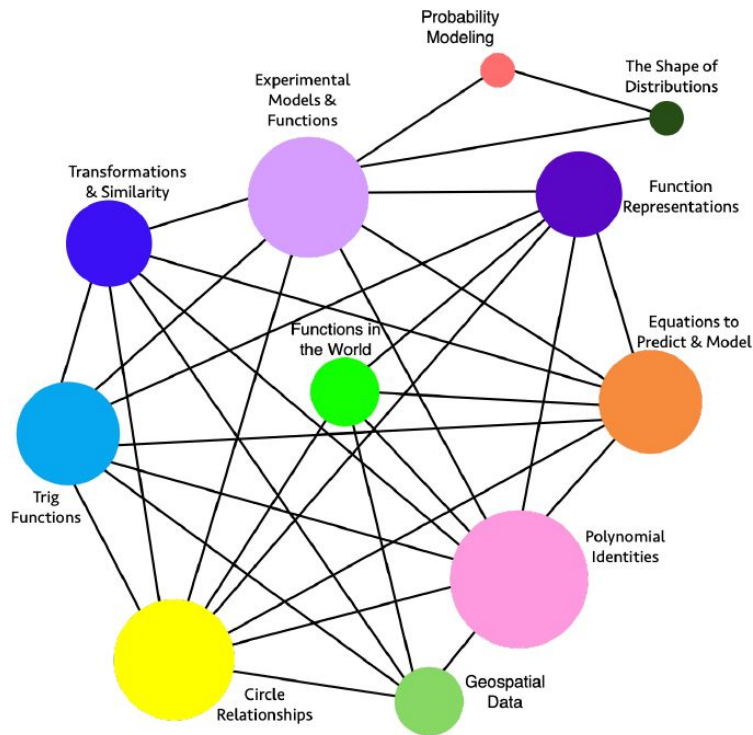 Probability
Modeling
Experimental
Models &
Functions
The Shape of
Distributions
Transformations
& Similarity
Function
Representations
Functions in
the World
Equations to
Predict & Model
Trig
Functions
Polynomial
Identities
Circle
Relationships
Geospatial
Data